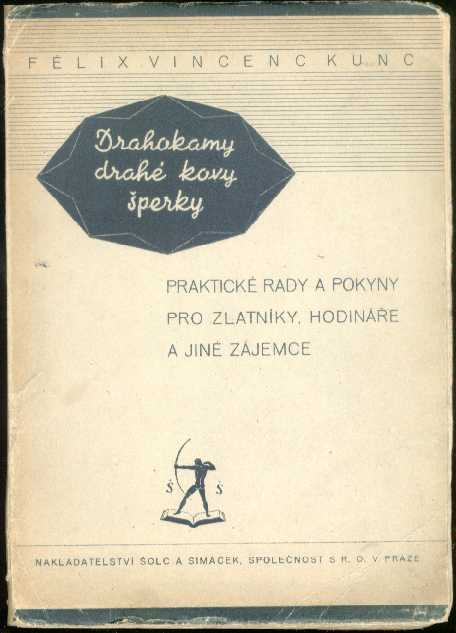 FÉLIX VINCENC KUNC
Drahokamy
drahé kovy
šperky
PRAKTICKÉ RADY A POKYNY
PRO ZLATNÍKY, HODINÁŘE
A JINÉ ZÁJEMCE
Š Š
NAKLADATELSTVÍ ŠOLC A ŠIMÁČEK, SPOLEČNOST S R. O. V PRAZE